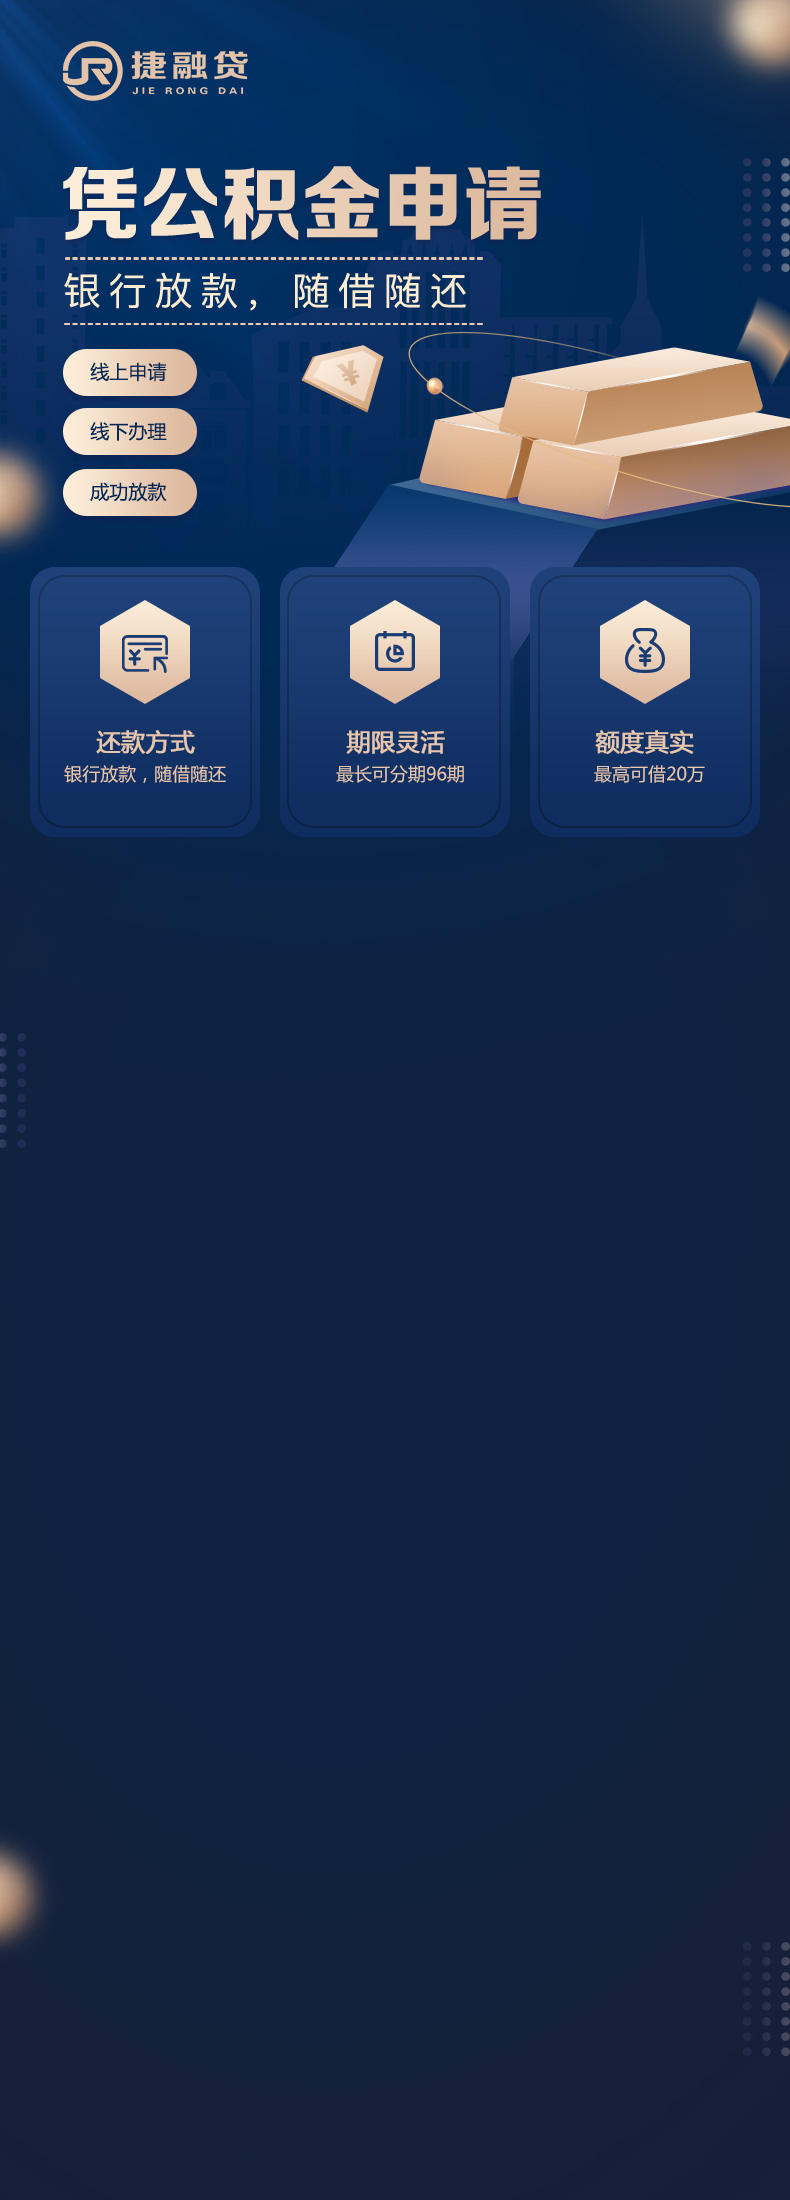 捷融贷
JIE RONG DAI
凭公积金申请
银行放款，随借随还
线上申请
线下办理
成功放款
还款方式
银行放款，随借随还
期限灵活
最长可分期96期
额度真实
最高可借20万